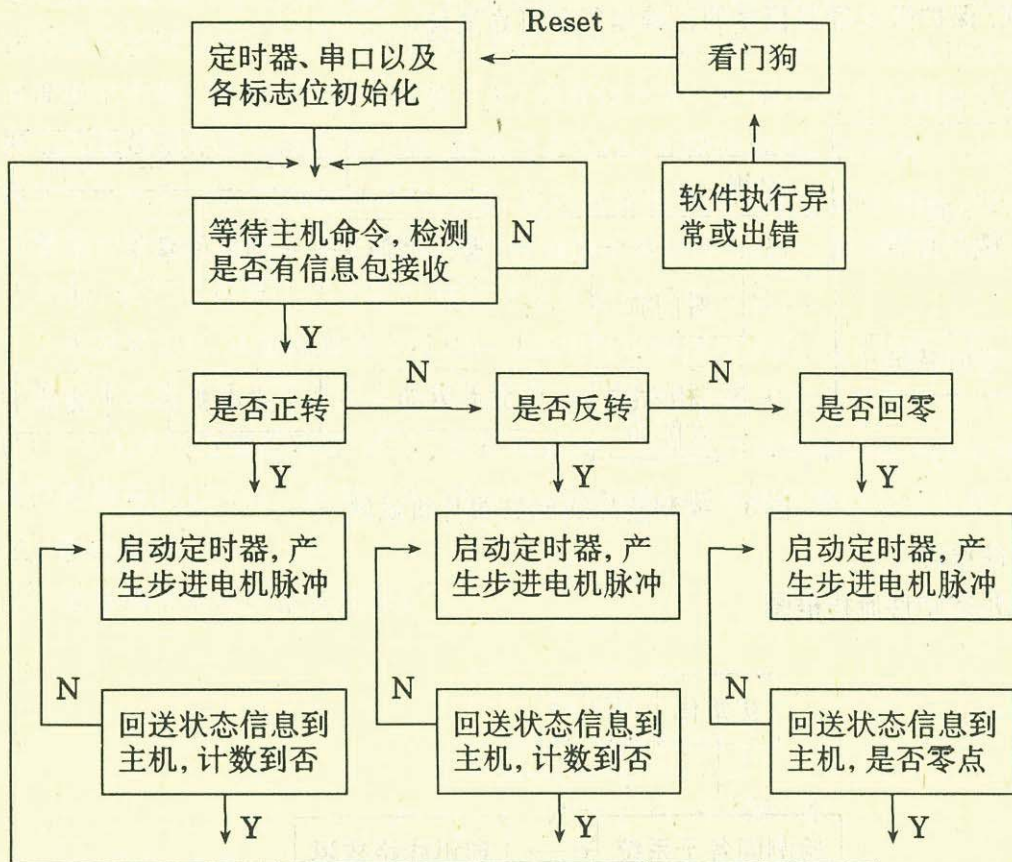 Reset
定时器、串口以及
各标志位初始化
看门狗
软件执行异
常或出错
等待主机命令,检测
是否有信息包接收
N
Y
是否正转
N
是否反转
N
是否回零
Y
Y
Y
启动定时器,产
生步进电机脉冲
启动定时器,产
生步进电机脉冲
启动定时器,产
生步进电机脉冲
N
N
N
回送状态信息到
主机,计数到否
回送状态信息到
主机,计数到否
回送状态信息到
主机,是否零点
Y
Y
Y